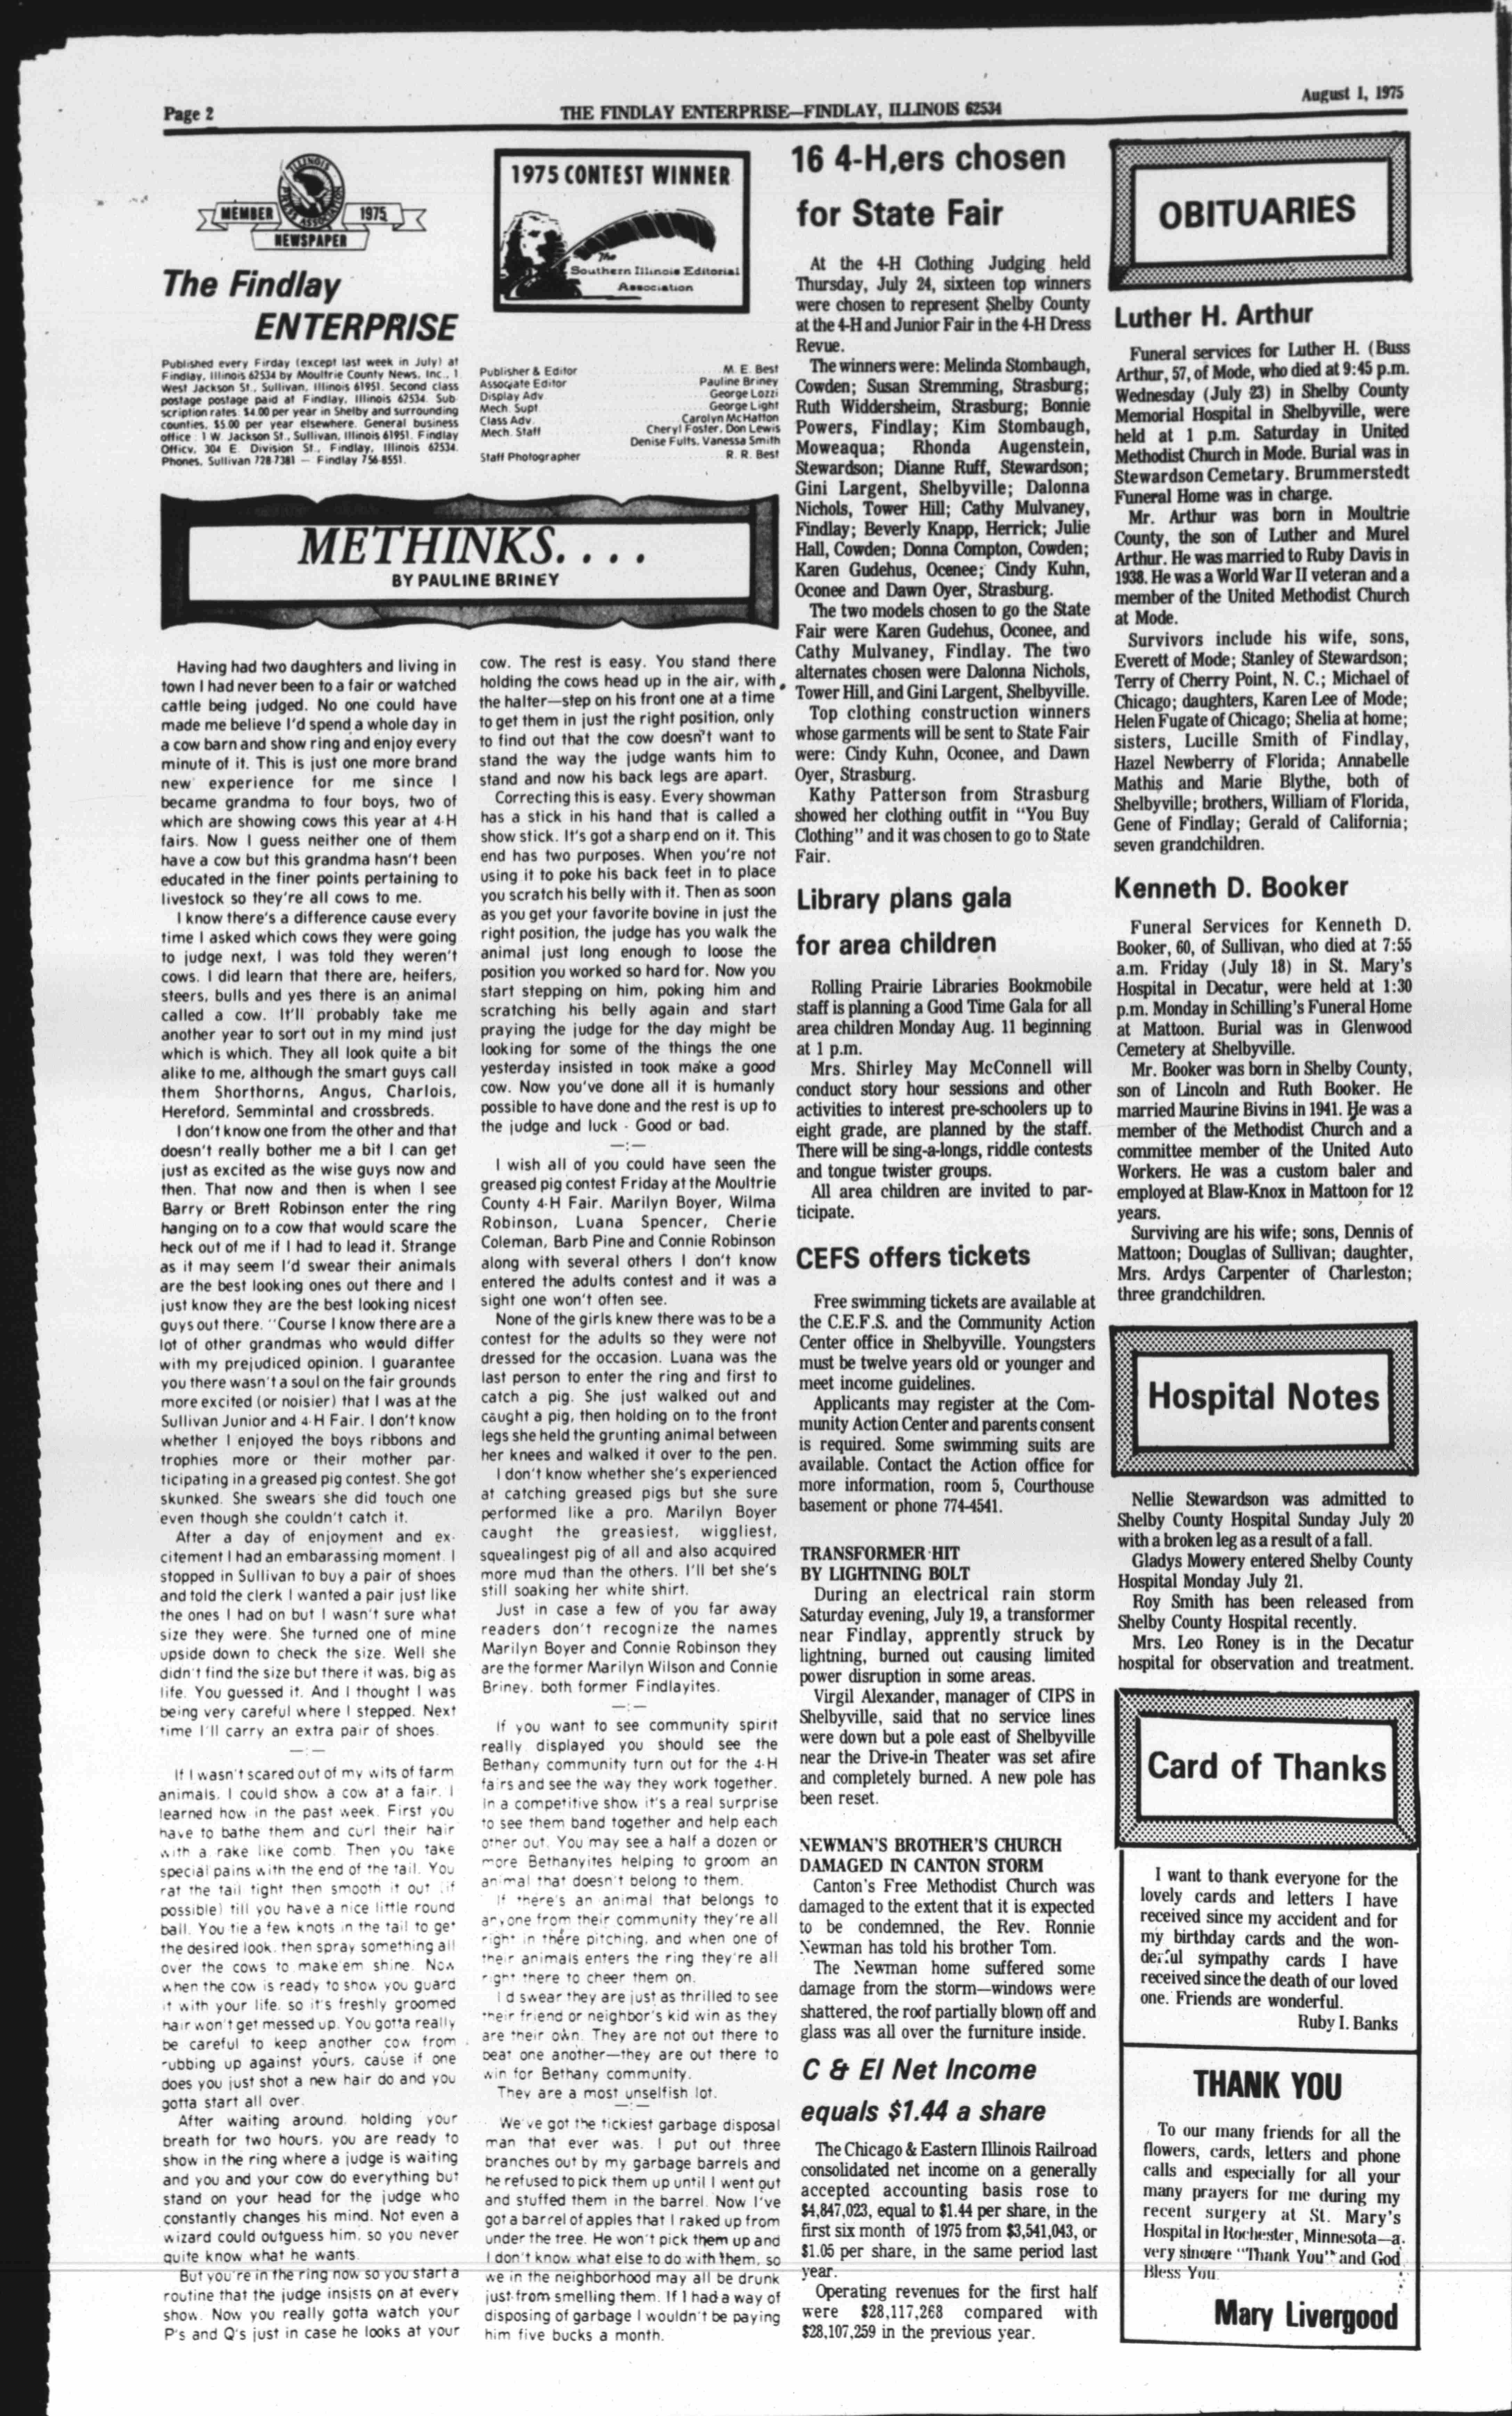 Page 2
THE FINDLAY ENTERPRISE—FINDLAY, ILLINOIS 62534
August 1, 1975
ILLINOIS
PRESS ASSOCIATION
MEMBER
1975
NEWSPAPER
The Findlay
ENTERPRISE
Published every Firday (except last week in July) at
Findlay, Illinois 62534 by Moultrie County News, Inc., 1
West Jackson St., Sullivan, Illinois 61951. Second class
postage postage paid at Findlay, Illinois 62534. Sub
scription rates: $4.00 per year in Shelby and surrounding
counties, $5.00 per year elsewhere. General business
office: 1 W. Jackson St., Sullivan, Illinois 61951. Findlay
Officv, 304 E. Division St., Findlay, Illinois 62534.
Phones, Sullivan 728-7381 — Findlay 756-8551.
1975 CONTEST WINNER
The
Southern Illinois Editorial
Association
Publisher & Editor M. E. Best
Associate Editor Pauline Briney
Display Adv George Lozzi
Mech. Supt. George Light
Class Adv. Carolyn McHatton
Mech. Staff Cheryl Foster, Don Lewis
Denise Fults, Vanessa Smith
Staff Photographer R. R. Best
METHINKS. . . .
BY PAULINE BRINEY
Having had two daughters and living in
town I had never been to a fair or watched
cattle being judged. No one could have
made me believe I'd spend a whole day in
a cow barn and show ring and enjoy every
minute of it. This is just one more brand
new experience for me since I
became grandma to four boys, two of
which are showing cows this year at 4-H
fairs. Now I guess neither one of them
have a cow but this grandma hasn't been
educated in the finer points pertaining to
livestock so they're all cows to me.
I know there's a difference cause every
time I asked which cows they were going
to judge next, I was told they weren't
cows. I did learn that there are, heifers,
steers, bulls and yes there is an animal
called a cow. It'll probably take me
another year to sort out in my mind just
which is which. They all look quite a bit
alike to me, although the smart guys call
them Shorthorns, Angus, Charlois,
Hereford, Semmintal and crossbreds.
I don't know one from the other and that
doesn't really bother me a bit I can get
just as excited as the wise guys now and
then. That now and then is when I see
Barry or Brett Robinson enter the ring
hanging on to a cow that would scare the
heck out of me if I had to lead it. Strange
as it may seem I'd swear their animals
are the best looking ones out there and I
just know they are the best looking nicest
guys out there. "Course I know there are a
lot of other grandmas who would differ
with my prejudiced opinion. I guarantee
you there wasn't a soul on the fair grounds
more excited (or noisier) that I was at the
Sullivan Junior and 4-H Fair. I don't know
whether I enjoyed the boys ribbons and
trophies more or their mother par-
ticipating in a greased pig contest. She got
skunked. She swears she did touch one
even though she couldn't catch it.
After a day of enjoyment and ex-
citement I had an embarassing moment. I
stopped in Sullivan to buy a pair of shoes
and told the clerk I wanted a pair just like
the ones I had on but I wasn't sure what
size they were. She turned one of mine
upside down to check the size. Well she
didn't find the size but there it was, big as
life. You guessed it. And I thought I was
being very careful where I stepped. Next
time I'll carry an extra pair of shoes.
—:—
If I wasn't scared out of my wits of farm
animals, I could show a cow at a fair. I
learned how in the past week. First you
have to bathe them and curl their hair
with a rake like comb. Then you take
special pains with the end of the tail. You
rat the tail tight then smooth it out (if
possible) till you have a nice little round
ball. You tie a few knots in the tail to get
the desired look, then spray something all
over the cows to make'em shine. Now
when the cow is ready to show you guard
it with your life, so it's freshly groomed
hair won't get messed up. You gotta really
be careful to keep another cow from
rubbing up against yours, cause if one
does you just shot a new hair do and you
gotta start all over.
After waiting around, holding your
breath for two hours, you are ready to
show in the ring where a judge is waiting
and you and your cow do everything but
stand on your head for the judge who
constantly changes his mind. Not even a
wizard could outguess him, so you never
quite know what he wants.
But you're in the ring now so you start a
routine that the judge insists on at every
show. Now you really gotta watch your
P's and Q's just in case he looks at your
cow. The rest is easy. You stand there
holding the cows head up in the air, with
the halter—step on his front one at a time
to get them in just the right position, only
to find out that the cow doesn't want to
stand the way the judge wants him to
stand and now his back legs are apart.
Correcting this is easy. Every showman
has a stick in his hand that is called a
show stick. It's got a sharp end on it. This
end has two purposes. When you're not
using it to poke his back feet in to place
you scratch his belly with it. Then as soon
as you get your favorite bovine in just the
right position, the judge has you walk the
animal just long enough to loose the
position you worked so hard for. Now you
start stepping on him, poking him and
scratching his belly again and start
praying the judge for the day might be
looking for some of the things the one
yesterday insisted in took make a good
cow. Now you've done all it is humanly
possible to have done and the rest is up to
the judge and luck - Good or bad.
—:—
I wish all of you could have seen the
greased pig contest Friday at the Moultrie
County 4-H Fair. Marilyn Boyer, Wilma
Robinson, Luana Spencer, Cherie
Coleman, Barb Pine and Connie Robinson
along with several others I don't know
entered the adults contest and it was a
sight one won't often see.
None of the girls knew there was to be a
contest for the adults so they were not
dressed for the occasion. Luana was the
last person to enter the ring and first to
catch a pig. She just walked out and
caught a pig, then holding on to the front
legs she held the grunting animal between
her knees and walked it over to the pen.
I don't know whether she's experienced
at catching greased pigs but she sure
performed like a pro. Marilyn Boyer
caught the greasiest, wiggliest,
squealingest pig of all and also acquired
more mud than the others. I'll bet she's
still soaking her white shirt.
Just in case a few of you far away
readers don't recognize the names
Marilyn Boyer and Connie Robinson they
are the former Marilyn Wilson and Connie
Briney, both former Findlayites.
—:—
If you want to see community spirit
really displayed you should see the
Bethany community turn out for the 4-H
fairs and see the way they work together.
In a competitive show it's a real surprise
to see them band together and help each
other out. You may see a half a dozen or
more Bethanyites helping to groom an
animal that doesn't belong to them.
If there's an animal that belongs to
anyone from their community they're all
right in there pitching, and when one of
their animals enters the ring they're all
right there to cheer them on.
I'd swear they are just as thrilled to see
their friend or neighbor's kid win as they
are their own. They are not out there to
beat one another—they are out there to
win for Bethany community.
They are a most unselfish lot.
—:—
We've got the tickiest garbage disposal
man that ever was. I put out three
branches out by my garbage barrels and
he refused to pick them up until I went out
and stuffed them in the barrel. Now I've
got a barrel of apples that I raked up from
under the tree. He won't pick them up and
I don't know what else to do with them, so
we in the neighborhood may all be drunk
just from smelling them. If I had a way of
disposing of garbage I wouldn't be paying
him five bucks a month.
16 4-H,ers chosen
for State Fair
At the 4-H Clothing Judging held
Thursday, July 24, sixteen top winners
were chosen to represent Shelby County
at the 4-H and Junior Fair in the 4-H Dress
Revue.
The winners were: Melinda Stombaugh,
Cowden; Susan Stremming, Strasburg;
Ruth Widdersheim, Strasburg; Bonnie
Powers, Findlay; Kim Stombaugh,
Moweaqua; Rhonda Augenstein,
Stewardson; Dianne Ruff, Stewardson;
Gini Largent, Shelbyville; Dalonna
Nichols, Tower Hill; Cathy Mulvaney,
Findlay; Beverly Knapp, Herrick; Julie
Hall, Cowden; Donna Compton, Cowden;
Karen Gudehus, Ocenee; Cindy Kuhn,
Oconee and Dawn Oyer, Strasburg.
The two models chosen to go the State
Fair were Karen Gudehus, Oconee, and
Cathy Mulvaney, Findlay. The two
alternates chosen were Dalonna Nichols,
Tower Hill, and Gini Largent, Shelbyville.
Top clothing construction winners
whose garments will be sent to State Fair
were: Cindy Kuhn, Oconee, and Dawn
Oyer, Strasburg.
Kathy Patterson from Strasburg
showed her clothing outfit in "You Buy
Clothing" and it was chosen to go to State
Fair.
Library plans gala
for area children
Rolling Prairie Libraries Bookmobile
staff is planning a Good Time Gala for all
area children Monday Aug. 11 beginning
at 1 p.m.
Mrs. Shirley May McConnell will
conduct story hour sessions and other
activities to interest pre-schoolers up to
eight grade, are planned by the staff.
There will be sing-a-longs, riddle contests
and tongue twister groups.
All area children are invited to par-
ticipate.
CEFS offers tickets
Free swimming tickets are available at
the C.E.F.S. and the Community Action
Center office in Shelbyville. Youngsters
must be twelve years old or younger and
meet income guidelines.
Applicants may register at the Com-
munity Action Center and parents consent
is required. Some swimming suits are
available. Contact the Action office for
more information, room 5, Courthouse
basement or phone 774-4541.
TRANSFORMER HIT
BY LIGHTNING BOLT
During an electrical rain storm
Saturday evening, July 19, a transformer
near Findlay, apprently struck by
lightning, burned out causing limited
power disruption in some areas.
Virgil Alexander, manager of CIPS in
Shelbyville, said that no service lines
were down but a pole east of Shelbyville
near the Drive-in Theater was set afire
and completely burned. A new pole has
been reset.
NEWMAN'S BROTHER'S CHURCH
DAMAGED IN CANTON STORM
Canton's Free Methodist Church was
damaged to the extent that it is expected
to be condemned, the Rev. Ronnie
Newman has told his brother Tom.
The Newman home suffered some
damage from the storm—windows were
shattered, the roof partially blown off and
glass was all over the furniture inside.
C & EI Net Income
equals $1.44 a share
The Chicago & Eastern Illinois Railroad
consolidated net income on a generally
accepted accounting basis rose to
$4,847,023, equal to $1.44 per share, in the
first six month of 1975 from $3,541,043, or
$1.05 per share, in the same period last
year.
Operating revenues for the first half
were $28,117,268 compared with
$28,107,259 in the previous year.
OBITUARIES
Luther H. Arthur
Funeral services for Luther H. (Buss
Arthur, 57, of Mode, who died at 9:45 p.m.
Wednesday (July 23) in Shelby County
Memorial Hospital in Shelbyville, were
held at 1 p.m. Saturday in United
Methodist Church in Mode. Burial was in
Stewardson Cemetary. Brummerstedt
Funeral Home was in charge.
Mr. Arthur was born in Moultrie
County, the son of Luther and Murel
Arthur. He was married to Ruby Davis in
1938. He was a World War II veteran and a
member of the United Methodist Church
at Mode.
Survivors include his wife, sons,
Everett of Mode; Stanley of Stewardson;
Terry of Cherry Point, N. C.; Michael of
Chicago; daughters, Karen Lee of Mode;
Helen Fugate of Chicago; Shelia at home;
sisters, Lucille Smith of Findlay,
Hazel Newberry of Florida; Annabelle
Mathis and Marie Blythe, both of
Shelbyville; brothers, William of Florida,
Gene of Findlay; Gerald of California;
seven grandchildren.
Kenneth D. Booker
Funeral Services for Kenneth D.
Booker, 60, of Sullivan, who died at 7:55
a.m. Friday (July 18) in St. Mary's
Hospital in Decatur, were held at 1:30
p.m. Monday in Schilling's Funeral Home
at Mattoon. Burial was in Glenwood
Cemetery at Shelbyville.
Mr. Booker was born in Shelby County,
son of Lincoln and Ruth Booker. He
married Maurine Bivins in 1941. He was a
member of the Methodist Church and a
committee member of the United Auto
Workers. He was a custom baler and
employed at Blaw-Knox in Mattoon for 12
years.
Surviving are his wife; sons, Dennis of
Mattoon; Douglas of Sullivan; daughter,
Mrs. Ardys Carpenter of Charleston;
three grandchildren.
Hospital Notes
Nellie Stewardson was admitted to
Shelby County Hospital Sunday July 20
with a broken leg as a result of a fall.
Gladys Mowery entered Shelby County
Hospital Monday July 21.
Roy Smith has been released from
Shelby County Hospital recently.
Mrs. Leo Roney is in the Decatur
hospital for observation and treatment.
Card of Thanks
I want to thank everyone for the
lovely cards and letters I have
received since my accident and for
my birthday cards and the won-
derful sympathy cards I have
received since the death of our loved
one. Friends are wonderful.
Ruby I. Banks
THANK YOU
To our many friends for all the
flowers, cards, letters and phone
calls and especially for all your
many prayers for me during my
recent surgery at St. Mary's
Hospital in Rochester, Minnesota—a
very sincere "Thank You" and God
Bless You.
Mary Livergood